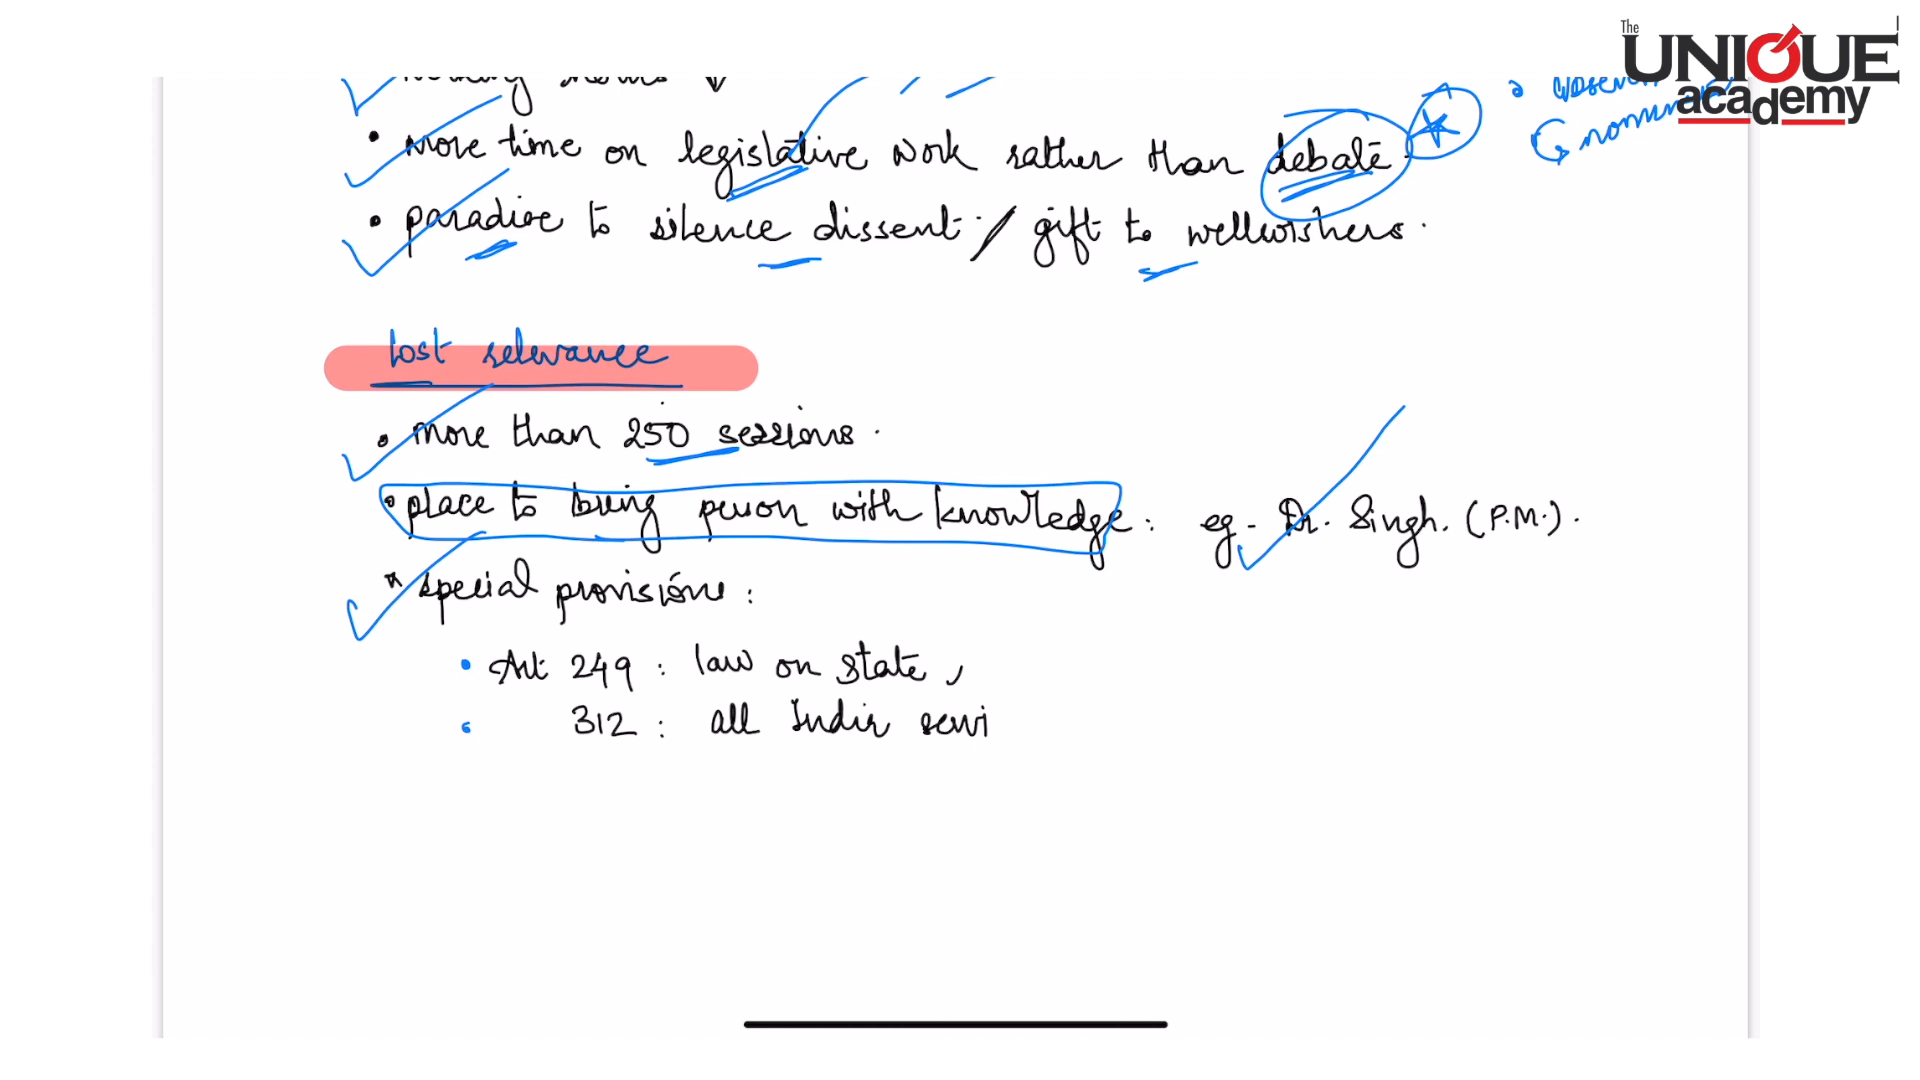 The
UNIQUE
academy
• more time on legislative work rather than debate.
• paradise to silence dissent / gift to wellwishers.
lost relevance
• more than 250 sessions.
• place to bring person with knowledge : eg. Dr. Singh. (P.M.).
* special provisions :
• Art 249 : law on state,
• 312 : all India servi